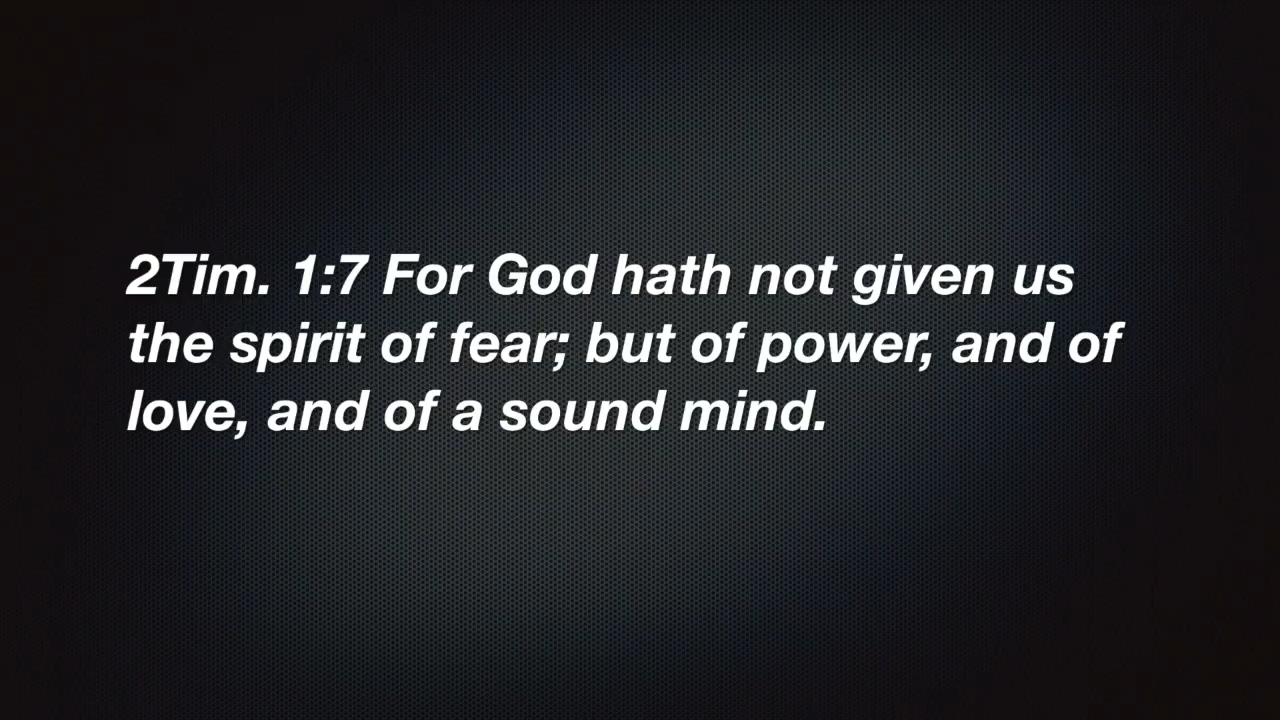 2Tim. 1:7 For God hath not given us
the spirit of fear; but of power, and of
love, and of a sound mind.